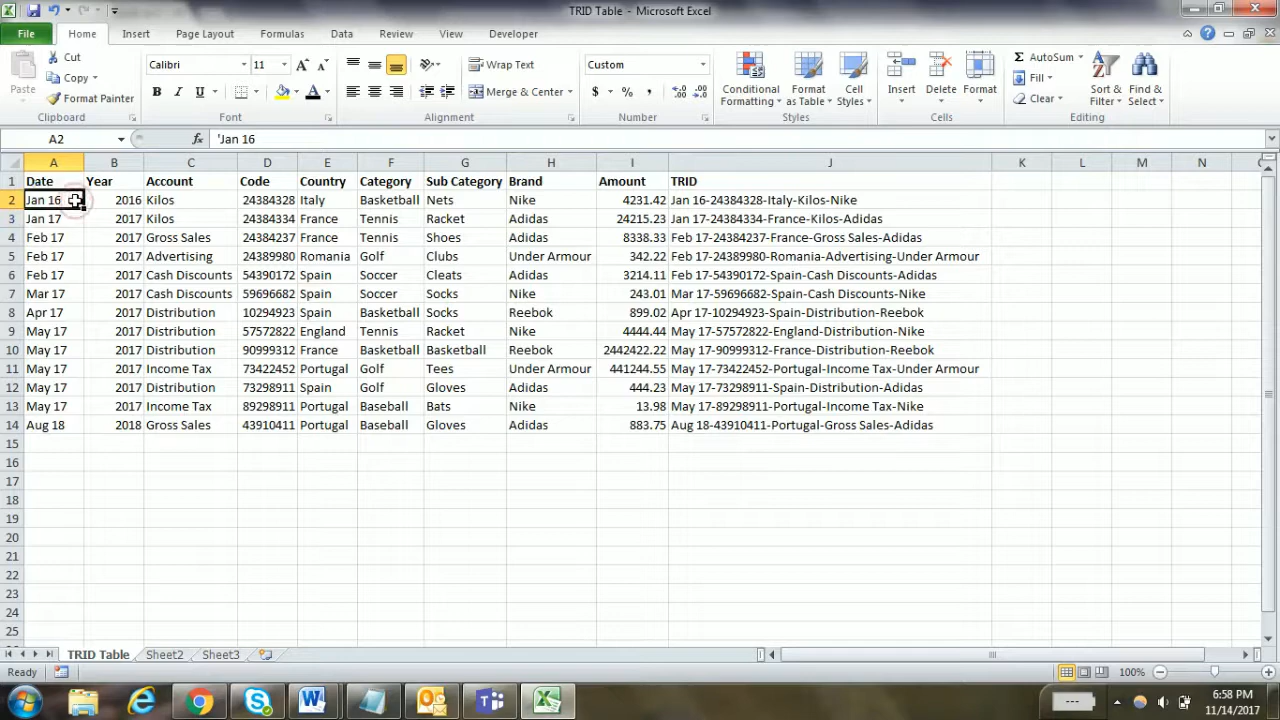 TRID Table - Microsoft Excel
File Home Insert Page Layout Formulas Data Review View Developer
Cut
Copy
Format Painter
Paste
Clipboard
Calibri 11
B I U
Font
Wrap Text
Merge & Center
Alignment
Custom
$ % ,
Number
Conditional Formatting
Format as Table
Cell Styles
Styles
Insert Delete Format
Cells
AutoSum
Fill
Clear
Sort & Filter
Find & Select
Editing
A2 fx 'Jan 16
A B C D E F G H I J K L M N
1 Date Year Account Code Country Category Sub Category Brand Amount TRID
2 Jan 16 2016 Kilos 24384328 Italy Basketball Nets Nike 4231.42 Jan 16-24384328-Italy-Kilos-Nike
3 Jan 17 2017 Kilos 24384334 France Tennis Racket Adidas 24215.23 Jan 17-24384334-France-Kilos-Adidas
4 Feb 17 2017 Gross Sales 24384237 France Tennis Shoes Adidas 8338.33 Feb 17-24384237-France-Gross Sales-Adidas
5 Feb 17 2017 Advertising 24389980 Romania Golf Clubs Under Armour 342.22 Feb 17-24389980-Romania-Advertising-Under Armour
6 Feb 17 2017 Cash Discounts 54390172 Spain Soccer Cleats Adidas 3214.11 Feb 17-54390172-Spain-Cash Discounts-Adidas
7 Mar 17 2017 Cash Discounts 59696682 Spain Soccer Socks Nike 243.01 Mar 17-59696682-Spain-Cash Discounts-Nike
8 Apr 17 2017 Distribution 10294923 Spain Basketball Socks Reebok 899.02 Apr 17-10294923-Spain-Distribution-Reebok
9 May 17 2017 Distribution 57572822 England Tennis Racket Nike 4444.44 May 17-57572822-England-Distribution-Nike
10 May 17 2017 Distribution 90999312 France Basketball Basketball Reebok 2442422.22 May 17-90999312-France-Distribution-Reebok
11 May 17 2017 Income Tax 73422452 Portugal Golf Tees Under Armour 441244.55 May 17-73422452-Portugal-Income Tax-Under Armour
12 May 17 2017 Distribution 73298911 Spain Golf Gloves Adidas 444.23 May 17-73298911-Spain-Distribution-Adidas
13 May 17 2017 Income Tax 89298911 Portugal Baseball Bats Nike 13.98 May 17-89298911-Portugal-Income Tax-Nike
14 Aug 18 2018 Gross Sales 43910411 Portugal Baseball Gloves Adidas 883.75 Aug 18-43910411-Portugal-Gross Sales-Adidas
15
16
17
18
19
20
21
22
23
24
25
TRID Table Sheet2 Sheet3
Ready 100%
6:58 PM
11/14/2017